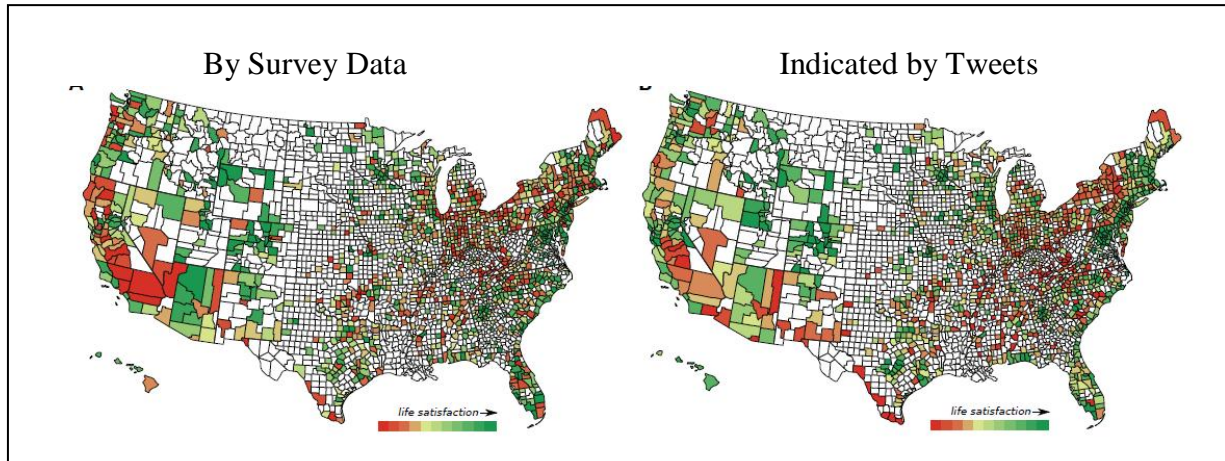 By Survey Data
Indicated by Tweets
life satisfaction
life satisfaction